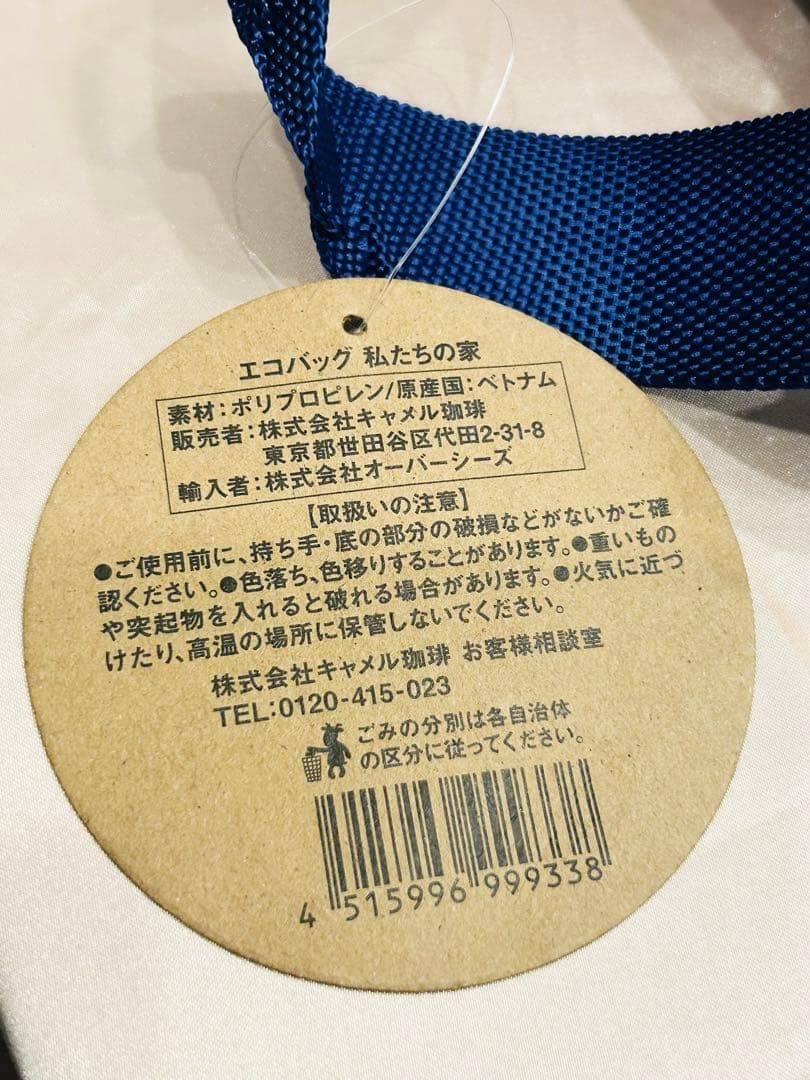 エコバッグ 私たちの家
素材：ポリプロピレン/原産国：ベトナム
販売者：株式会社キャメル珈琲
東京都世田谷区代田2-31-8
輸入者：株式会社オーバーシーズ
【取扱いの注意】
●ご使用前に、持ち手・底の部分の破損などがないかご確
認ください。●色落ち、色移りすることがあります。●重いもの
や突起物を入れると破れる場合があります。●火気に近づ
けたり、高温の場所に保管しないでください。
株式会社キャメル珈琲 お客様相談室
TEL：0120-415-023
ごみの分別は各自治体
の区分に従ってください。
4 515996 999338